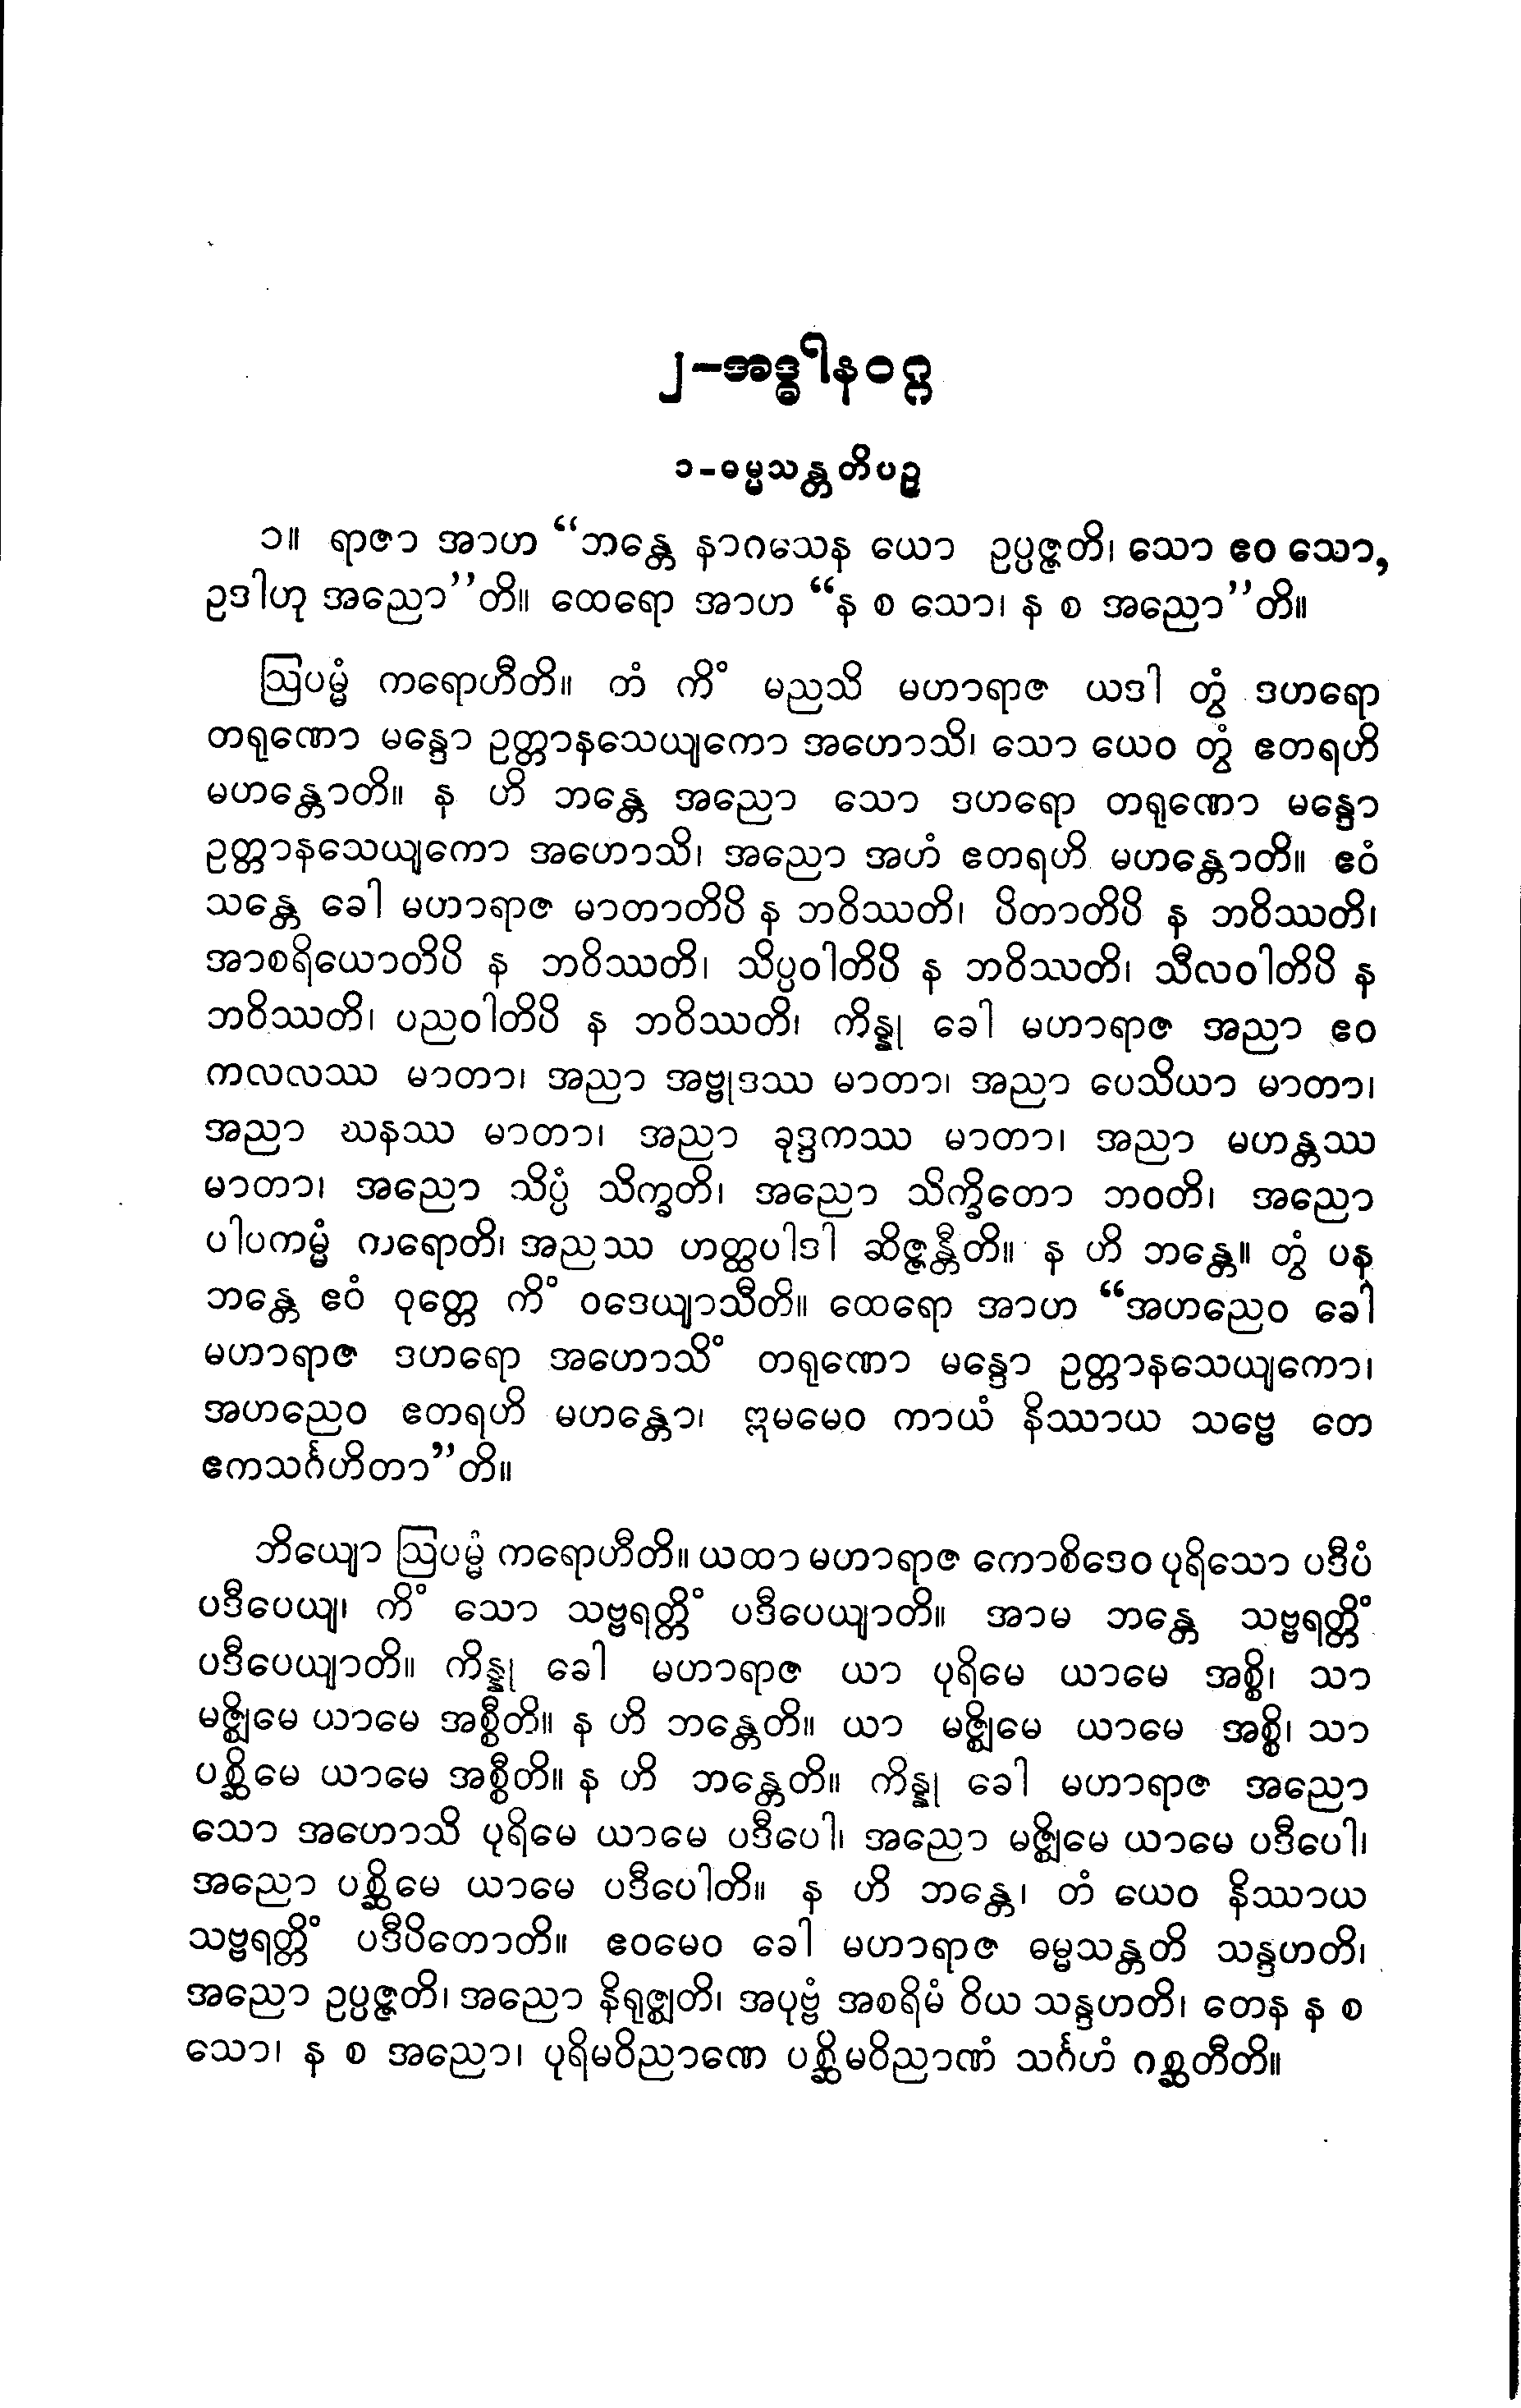 ၂-အဒ္ဓါနဝဂ္ဂ
၁-ဓမ္မသန္တတိပဉှ
၁။ ရာဇာ အာဟ “ဘန္တေ နာဂသေန ယော ဥပ္ပဇ္ဇတိ၊ သော ဧဝ သော,
ဥဒါဟု အညော’’တိ။ ထေရော အာဟ “န စ သော၊ န စ အညော’’တိ။
ဩပမ္မံ ကရောဟီတိ။ တံ ကိံ မညသိ မဟာရာဇ ယဒါ တွံ ဒဟရော
တရုဏော မန္ဒော ဥတ္တာနသေယျကော အဟောသိ၊ သော ယေဝ တွံ ဧတရဟိ
မဟန္တောတိ။ န ဟိ ဘန္တေ အညော သော ဒဟရော တရုဏော မန္ဒော
ဥတ္တာနသေယျကော အဟောသိ၊ အညော အဟံ ဧတရဟိ မဟန္တောတိ။ ဧဝံ
သန္တေ ခေါ မဟာရာဇ မာတာတိပိ န ဘဝိဿတိ၊ ပိတာတိပိ န ဘဝိဿတိ၊
အာစရိယောတိပိ န ဘဝိဿတိ၊ သိပ္ပဝါတိပိ န ဘဝိဿတိ၊ သီလဝါတိပိ န
ဘဝိဿတိ၊ ပညဝါတိပိ န ဘဝိဿတိ၊ ကိန္နု ခေါ မဟာရာဇ အညာ ဧဝ
ကလလဿ မာတာ၊ အညာ အဗ္ဗုဒဿ မာတာ၊ အညာ ပေသိယာ မာတာ၊
အညာ ဃနဿ မာတာ၊ အညာ ခုဒ္ဒကဿ မာတာ၊ အညာ မဟန္တဿ
မာတာ၊ အညော သိပ္ပံ သိက္ခတိ၊ အညော သိက္ခိတော ဘဝတိ၊ အညော
ပါပကမ္မံ ကရောတိ၊ အညဿ ဟတ္ထပါဒါ ဆိဇ္ဇန္တီတိ။ န ဟိ ဘန္တေ။ တွံ ပန
ဘန္တေ ဧဝံ ဝုတ္တေ ကိံ ဝဒေယျာသီတိ။ ထေရော အာဟ “အဟညေဝ ခေါ
မဟာရာဇ ဒဟရော အဟောသိံ တရုဏော မန္ဒော ဥတ္တာနသေယျကော၊
အဟညေဝ ဧတရဟိ မဟန္တော၊ ဣမမေဝ ကာယံ နိဿာယ သဗ္ဗေ တေ
ဧကသင်္ဂဟိတာ”တိ။
ဘိယျော ဩပမ္မံ ကရောဟီတိ။ ယထာ မဟာရာဇ ကောစိဒေဝ ပုရိသော ပဒီပံ
ပဒီပေယျ၊ ကိံ သော သဗ္ဗရတ္တိံ ပဒီပေယျာတိ။ အာမ ဘန္တေ သဗ္ဗရတ္တိံ
ပဒီပေယျာတိ။ ကိန္နု ခေါ မဟာရာဇ ယာ ပုရိမေ ယာမေ အစ္စိ၊ သာ
မဇ္ဈိမေ ယာမေ အစ္စီတိ။ န ဟိ ဘန္တေတိ။ ယာ မဇ္ဈိမေ ယာမေ အစ္စိ၊ သာ
ပစ္ဆိမေ ယာမေ အစ္စီတိ။ န ဟိ ဘန္တေတိ။ ကိန္နု ခေါ မဟာရာဇ အညော
သော အဟောသိ ပုရိမေ ယာမေ ပဒီပေါ၊ အညော မဇ္ဈိမေ ယာမေ ပဒီပေါ၊
အညော ပစ္ဆိမေ ယာမေ ပဒီပေါတိ။ န ဟိ ဘန္တေ၊ တံ ယေဝ နိဿာယ
သဗ္ဗရတ္တိံ ပဒီပိတောတိ။ ဧဝမေဝ ခေါ မဟာရာဇ ဓမ္မသန္တတိ သန္ဒဟတိ၊
အညော ဥပ္ပဇ္ဇတိ၊ အညော နိရုဇ္ဈတိ၊ အပုဗ္ဗံ အစရိမံ ဝိယ သန္ဒဟတိ၊ တေန န စ
သော၊ န စ အညော၊ ပုရိမဝိညာဏေ ပစ္ဆိမဝိညာဏံ သင်္ဂဟံ ဂစ္ဆတီတိ။